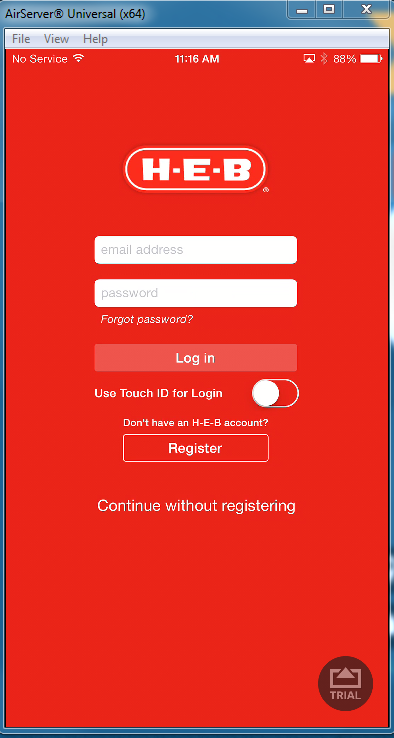 AirServer® Universal (x64)
File View Help
No Service 11:16 AM 88%
H-E-B®
email address
password
Forgot password?
Log in
Use Touch ID for Login
Don't have an H-E-B account?
Register
Continue without registering
TRIAL